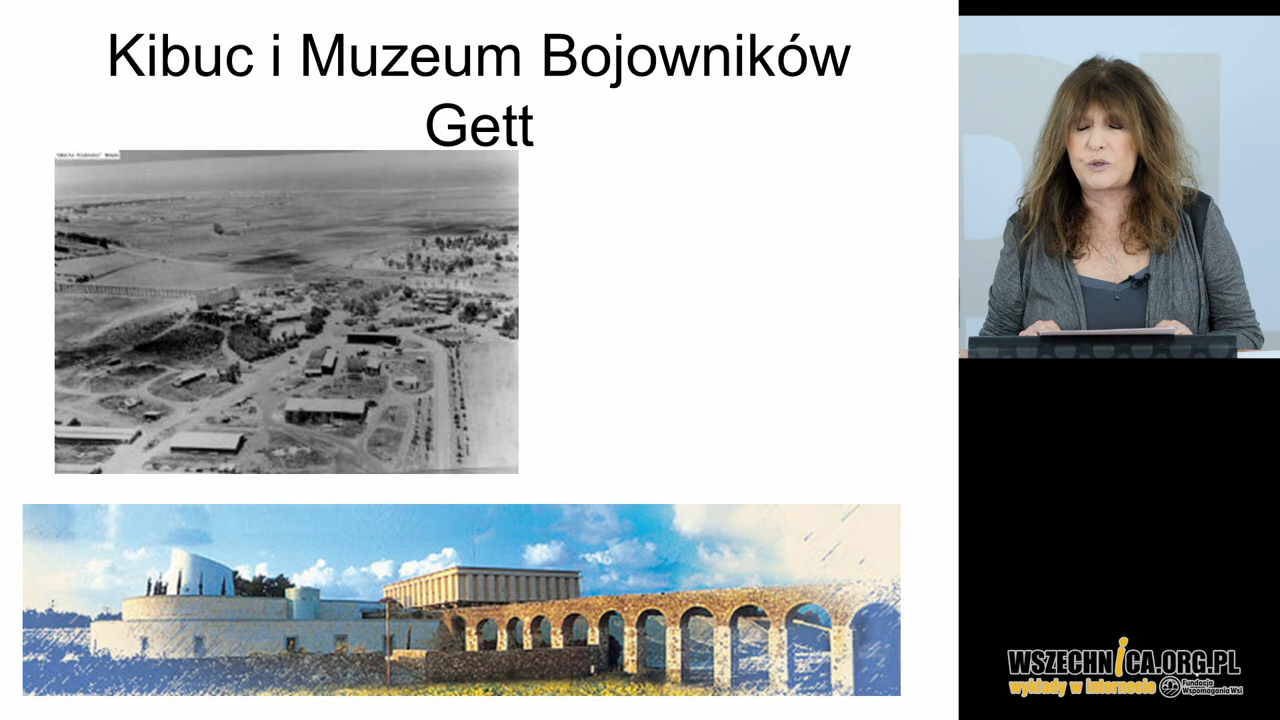 Kibuc i Muzeum Bojowników
Gett
WSZECHNICA.ORG.PL
wykłady w internecie
Fundacja
Wspomagania Wsi